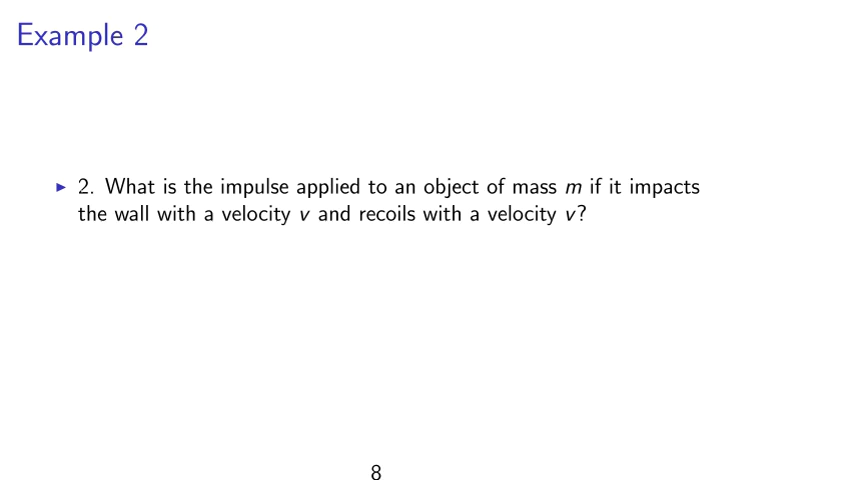 Example 2
▶ 2. What is the impulse applied to an object of mass m if it impacts
the wall with a velocity v and recoils with a velocity v?
8